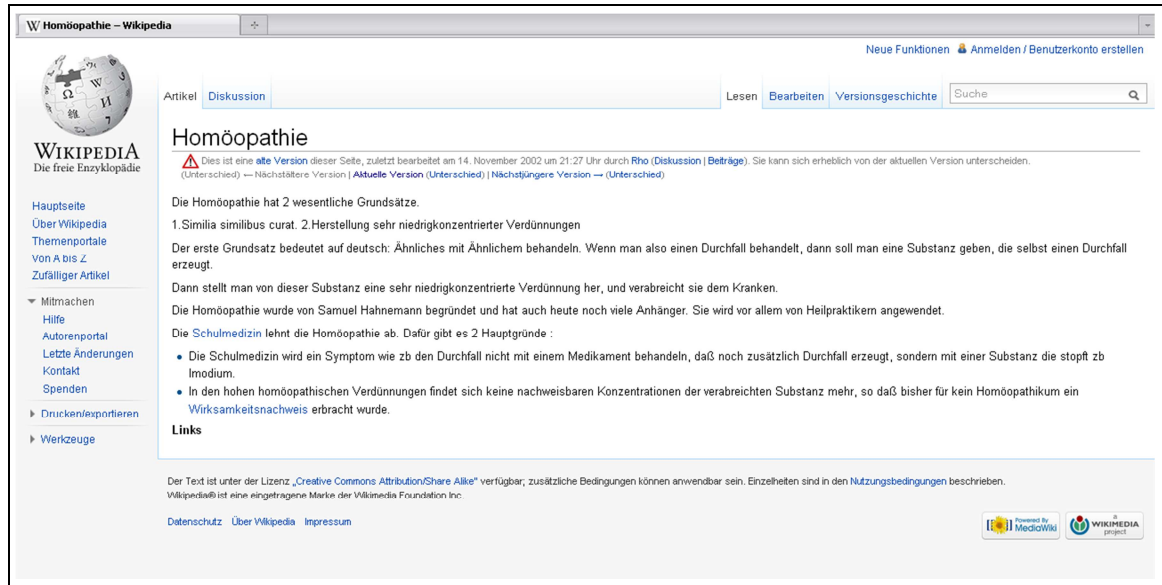 Homöopathie – Wikipedia
Neue Funktionen Anmelden / Benutzerkonto erstellen
Artikel Diskussion Lesen Bearbeiten Versionsgeschichte Suche
WIKIPEDIA
Die freie Enzyklopädie
Hauptseite
Über Wikipedia
Themenportale
Von A bis Z
Zufälliger Artikel
Mitmachen
Hilfe
Autorenportal
Letzte Änderungen
Kontakt
Spenden
Drucken/exportieren
Werkzeuge
Homöopathie
Dies ist eine alte Version dieser Seite, zuletzt bearbeitet am 14. November 2002 um 21:27 Uhr durch Rho (Diskussion | Beiträge). Sie kann sich erheblich von der aktuellen Version unterscheiden.
(Unterschied) ← Nächstältere Version | Aktuelle Version (Unterschied) | Nächstjüngere Version → (Unterschied)
Die Homöopathie hat 2 wesentliche Grundsätze.
1.Similia similibus curat. 2.Herstellung sehr niedrigkonzentrierter Verdünnungen
Der erste Grundsatz bedeutet auf deutsch: Ähnliches mit Ähnlichem behandeln. Wenn man also einen Durchfall behandelt, dann soll man eine Substanz geben, die selbst einen Durchfall
erzeugt.
Dann stellt man von dieser Substanz eine sehr niedrigkonzentrierte Verdünnung her, und verabreicht sie dem Kranken.
Die Homöopathie wurde von Samuel Hahnemann begründet und hat auch heute noch viele Anhänger. Sie wird vor allem von Heilpraktikern angewendet.
Die Schulmedizin lehnt die Homöopathie ab. Dafür gibt es 2 Hauptgründe :
• Die Schulmedizin wird ein Symptom wie zb den Durchfall nicht mit einem Medikament behandeln, daß noch zusätzlich Durchfall erzeugt, sondern mit einer Substanz die stopft zb
Imodium.
• In den hohen homöopathischen Verdünnungen findet sich keine nachweisbaren Konzentrationen der verabreichten Substanz mehr, so daß bisher für kein Homöopathikum ein
Wirksamkeitsnachweis erbracht wurde.
Links
Der Text ist unter der Lizenz „Creative Commons Attribution/Share Alike" verfügbar; zusätzliche Bedingungen können anwendbar sein. Einzelheiten sind in den Nutzungsbedingungen beschrieben.
Wikipedia® ist eine eingetragene Marke der Wikimedia Foundation Inc.
Datenschutz Über Wikipedia Impressum
Powered By
MediaWiki
a
WIKIMEDIA
project